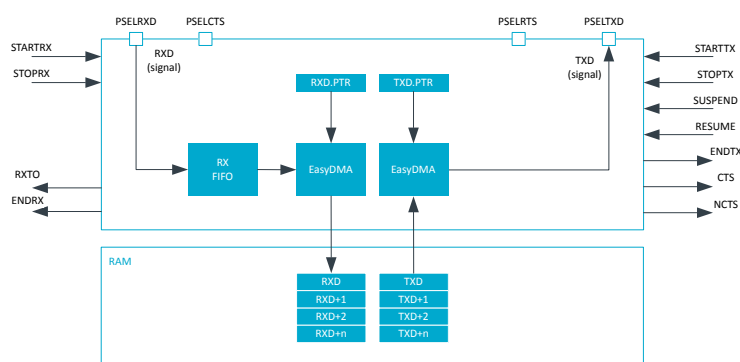 PSELRXD
PSELCTS
PSELRTS
PSELTXD
STARTRX
STOPRX
RXD
(signal)
TXD
(signal)
STARTTX
STOPTX
SUSPEND
RESUME
RXD.PTR
TXD.PTR
RX
FIFO
EasyDMA
EasyDMA
ENDTX
CTS
NCTS
RXTO
ENDRX
RAM
RXD
RXD+1
RXD+2
RXD+n
TXD
TXD+1
TXD+2
TXD+n